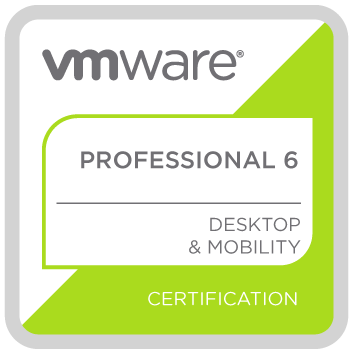 vmware®
PROFESSIONAL 6
DESKTOP
& MOBILITY
CERTIFICATION